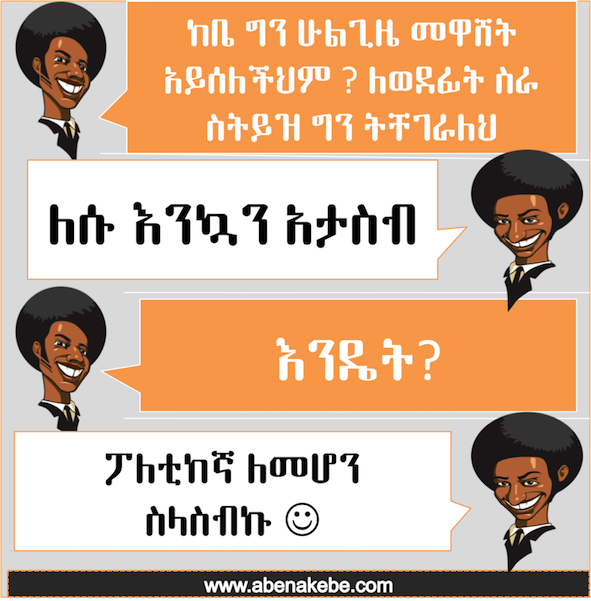 ከቤ ግን ሁልጊዜ መዋሸት
አይሰለችህም ? ለወደፊት ስራ
ስትይዝ ግን ትቸገራለህ
ለሱ እንኳን አታስብ
እንዴት?
ፖለቲከኛ ለመሆን
ስላስብኩ ☺
www.abenakebe.com